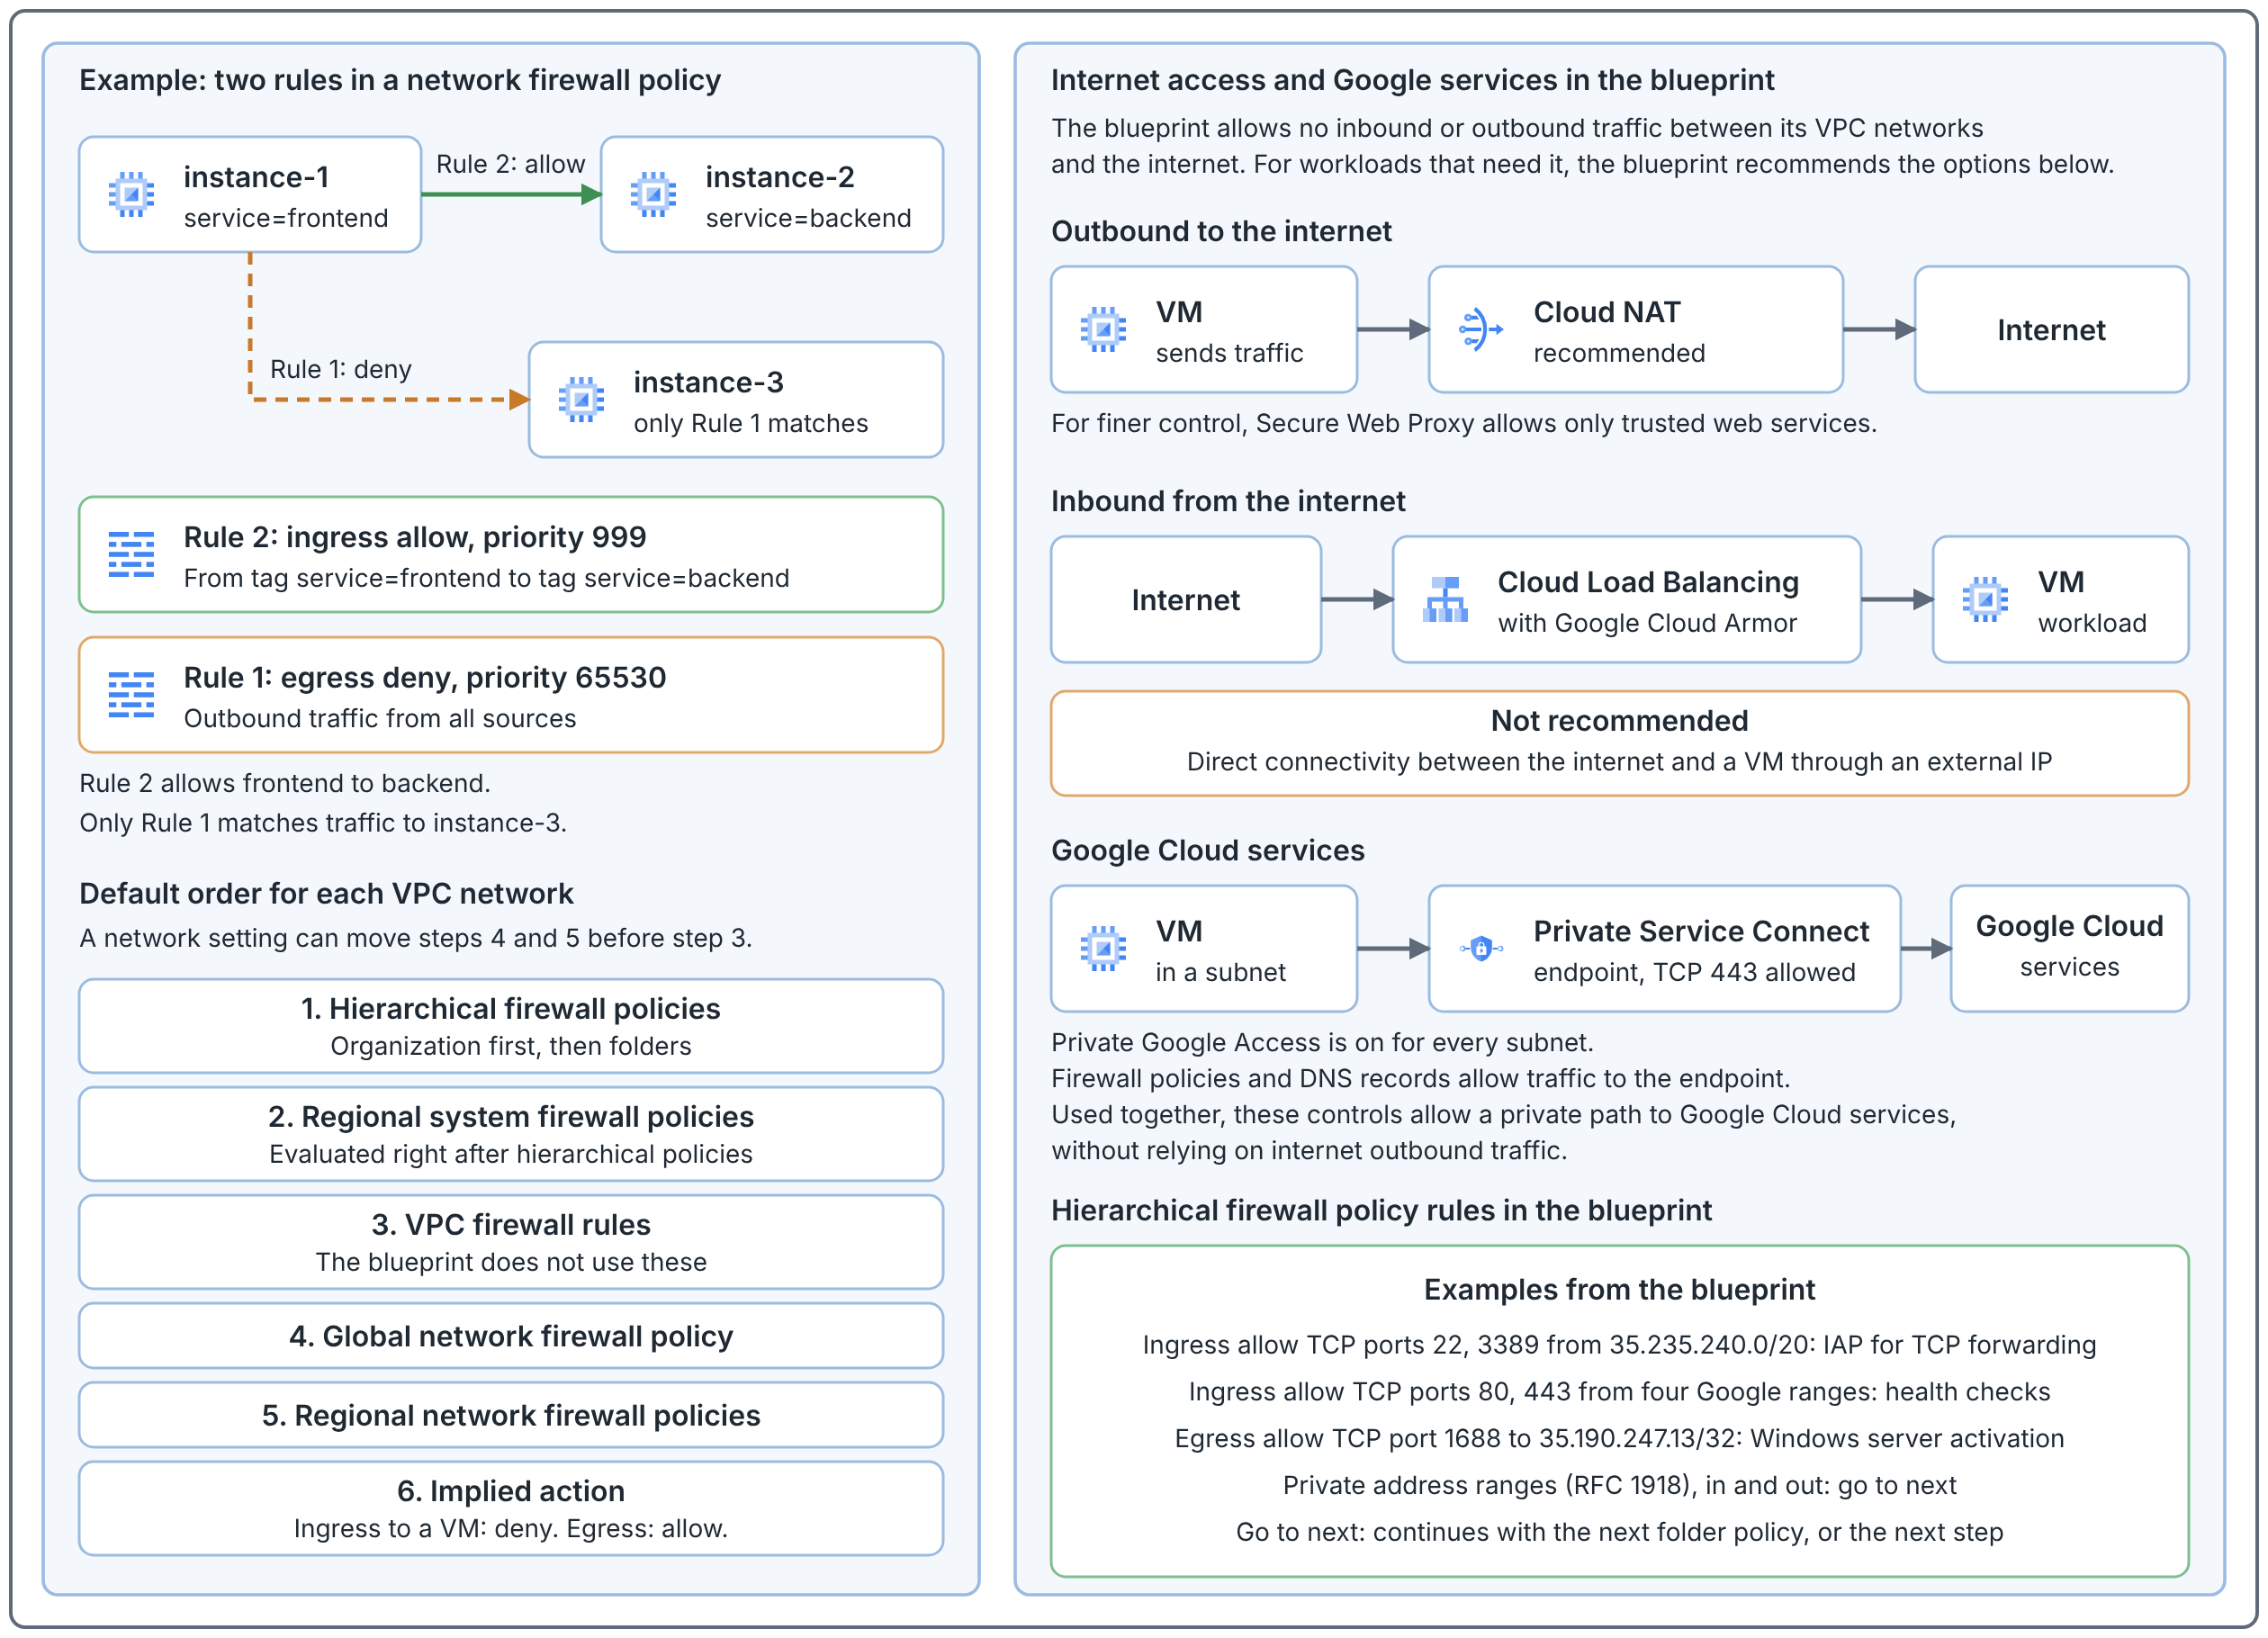 Example: two rules in a network firewall policy
instance-1
service=frontend
Rule 2: allow
instance-2
service=backend
Rule 1: deny
instance-3
only Rule 1 matches
Rule 2: ingress allow, priority 999
From tag service=frontend to tag service=backend
Rule 1: egress deny, priority 65530
Outbound traffic from all sources
Rule 2 allows frontend to backend.
Only Rule 1 matches traffic to instance-3.
Default order for each VPC network
A network setting can move steps 4 and 5 before step 3.
1. Hierarchical firewall policies
Organization first, then folders
2. Regional system firewall policies
Evaluated right after hierarchical policies
3. VPC firewall rules
The blueprint does not use these
4. Global network firewall policy
5. Regional network firewall policies
6. Implied action
Ingress to a VM: deny. Egress: allow.
Internet access and Google services in the blueprint
The blueprint allows no inbound or outbound traffic between its VPC networks
and the internet. For workloads that need it, the blueprint recommends the options below.
Outbound to the internet
VM
sends traffic
Cloud NAT
recommended
Internet
For finer control, Secure Web Proxy allows only trusted web services.
Inbound from the internet
Internet
Cloud Load Balancing
with Google Cloud Armor
VM
workload
Not recommended
Direct connectivity between the internet and a VM through an external IP
Google Cloud services
VM
in a subnet
Private Service Connect
endpoint, TCP 443 allowed
Google Cloud
services
Private Google Access is on for every subnet.
Firewall policies and DNS records allow traffic to the endpoint.
Used together, these controls allow a private path to Google Cloud services,
without relying on internet outbound traffic.
Hierarchical firewall policy rules in the blueprint
Examples from the blueprint
Ingress allow TCP ports 22, 3389 from 35.235.240.0/20: IAP for TCP forwarding
Ingress allow TCP ports 80, 443 from four Google ranges: health checks
Egress allow TCP port 1688 to 35.190.247.13/32: Windows server activation
Private address ranges (RFC 1918), in and out: go to next
Go to next: continues with the next folder policy, or the next step